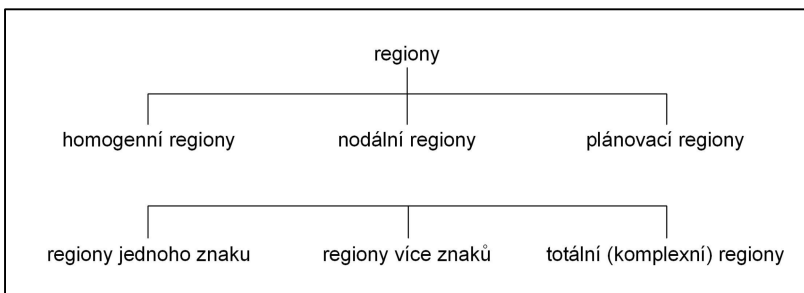 regiony
homogenní regiony nodální regiony plánovací regiony
regiony jednoho znaku regiony více znaků totální (komplexní) regiony